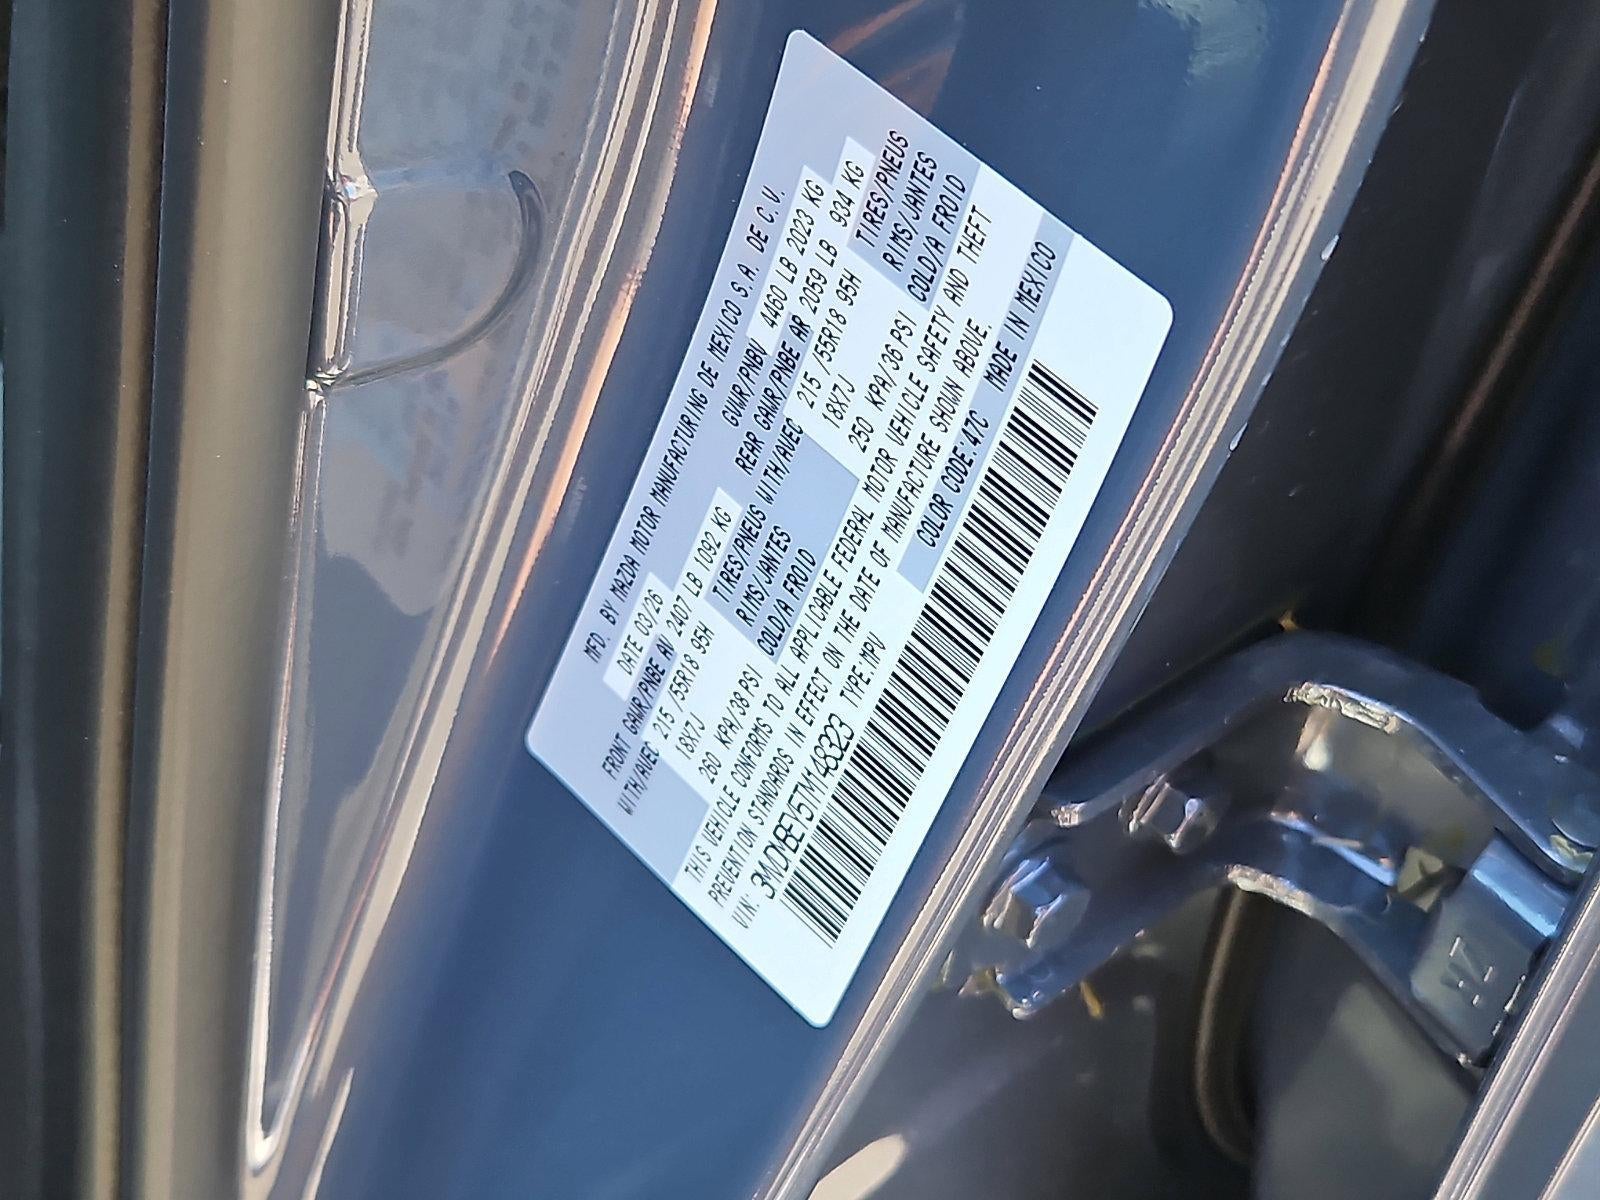 MFD. BY MAZDA MOTOR MANUFACTURING DE MEXICO S.A. DE C.V.
DATE 03/26 GVWR/PNBV 4460 LB 2023 KG
FRONT GAWR/PNBE AV 2407 LB 1092 KG REAR GAWR/PNBE AR 2059 LB 934 KG
WITH/AVEC 215 /55R18 95H TIRES/PNEUS WITH/AVEC 215 /55R18 95H TIRES/PNEUS
18X7J RIMS/JANTES 18X7J RIMS/JANTES
260 KPA/38 PSI COLD/A FROID 250 KPA/36 PSI COLD/A FROID
THIS VEHICLE CONFORMS TO ALL APPLICABLE FEDERAL MOTOR VEHICLE SAFETY AND THEFT
PREVENTION STANDARDS IN EFFECT ON THE DATE OF MANUFACTURE SHOWN ABOVE.
VIN: 3MVDMBEY5TM148323 TYPE:MPV COLOR CODE:47C MADE IN MEXICO